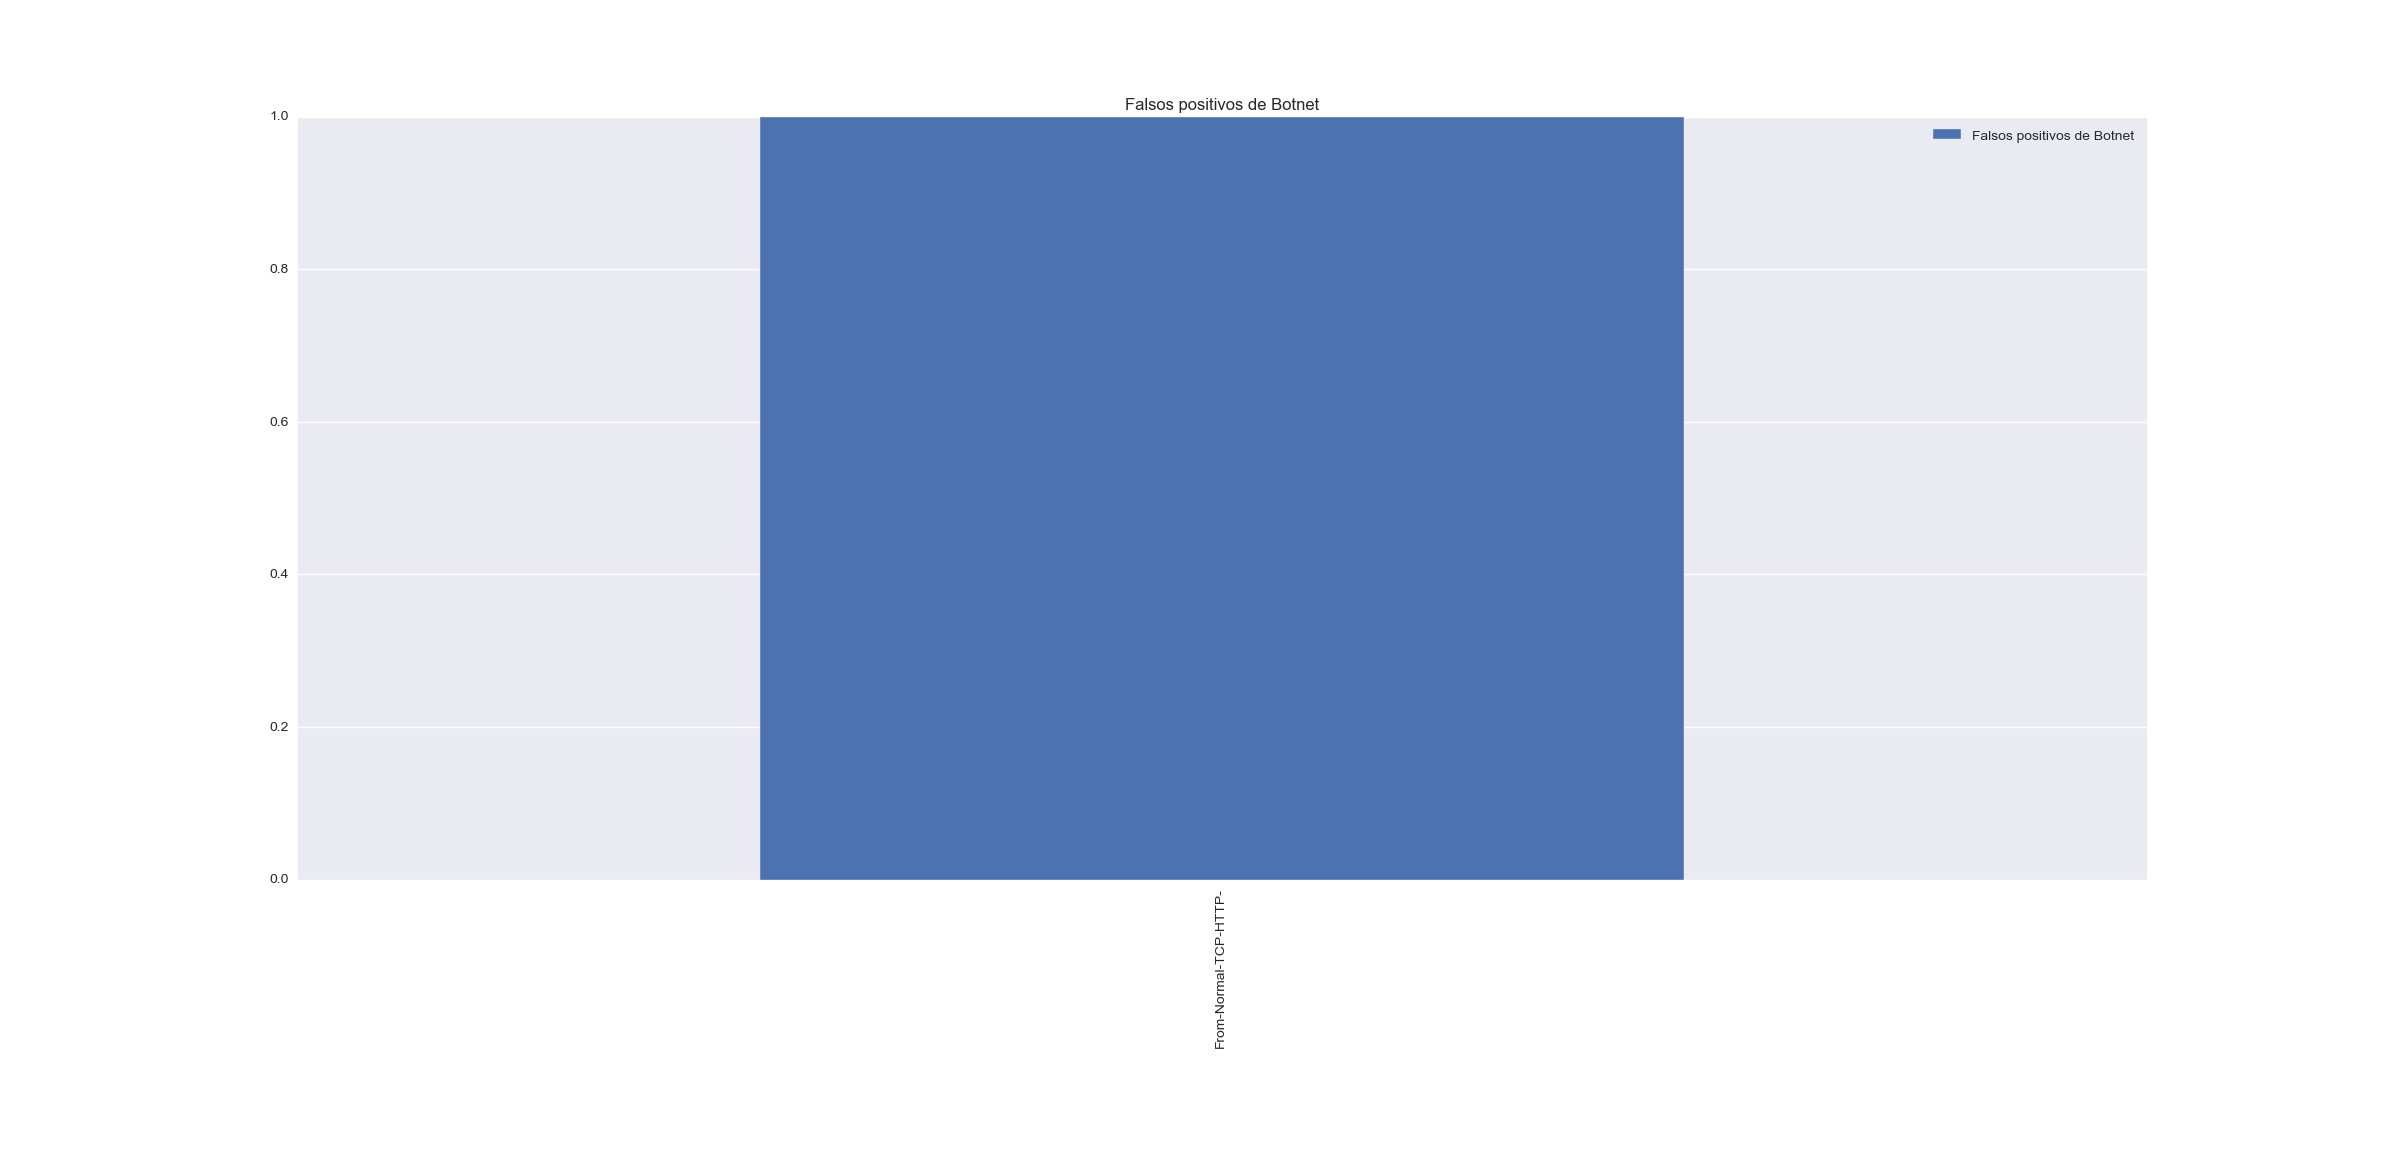 Falsos positivos de Botnet
1.0
Falsos positivos de Botnet
0.8
0.6
0.4
0.2
0.0
From-Normal-TCP-HTTP-